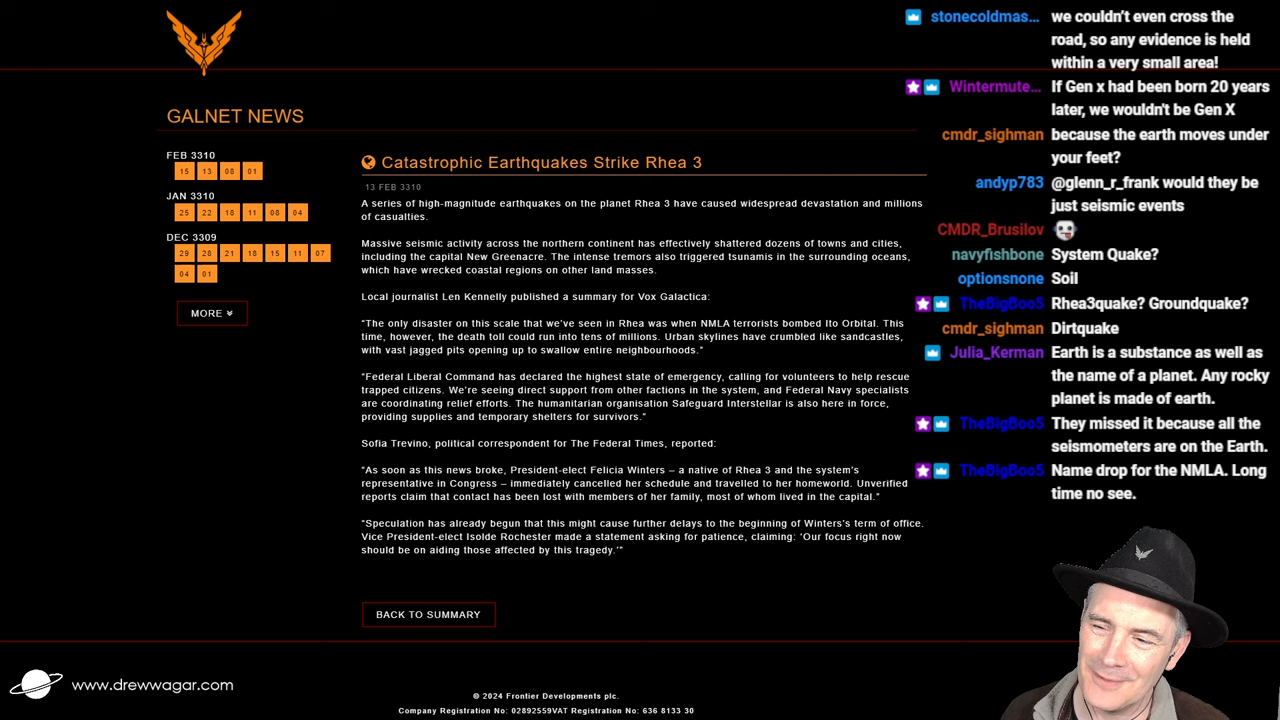 GALNET NEWS
FEB 3310
15 13 08 01
JAN 3310
25 22 18 11 08 04
DEC 3309
29 28 21 18 15 11 07
04 01
MORE
Catastrophic Earthquakes Strike Rhea 3
13 FEB 3310
A series of high-magnitude earthquakes on the planet Rhea 3 have caused widespread devastation and millions
of casualties.
Massive seismic activity across the northern continent has effectively shattered dozens of towns and cities,
including the capital New Greenacre. The intense tremors also triggered tsunamis in the surrounding oceans,
which have wrecked coastal regions on other land masses.
Local journalist Len Kennelly published a summary for Vox Galactica:
“The only disaster on this scale that we’ve seen in Rhea was when NMLA terrorists bombed Ito Orbital. This
time, however, the death toll could run into tens of millions. Urban skylines have crumbled like sandcastles,
with vast jagged pits opening up to swallow entire neighbourhoods.”
“Federal Liberal Command has declared the highest state of emergency, calling for volunteers to help rescue
trapped citizens. We’re seeing direct support from other factions in the system, and Federal Navy specialists
are coordinating relief efforts. The humanitarian organisation Safeguard Interstellar is also here in force,
providing supplies and temporary shelters for survivors.”
Sofia Trevino, political correspondent for The Federal Times, reported:
“As soon as this news broke, President-elect Felicia Winters – a native of Rhea 3 and the system’s
representative in Congress – immediately cancelled her schedule and travelled to her homeworld. Unverified
reports claim that contact has been lost with members of her family, most of whom lived in the capital.”
“Speculation has already begun that this might cause further delays to the beginning of Winters’s term of office.
Vice President-elect Isolde Rochester made a statement asking for patience, claiming: ‘Our focus right now
should be on aiding those affected by this tragedy.’”
BACK TO SUMMARY
© 2024 Frontier Developments plc.
Company Registration No: 02892559VAT Registration No: 636 8133 30
www.drewwagar.com
stonecoldmas... we couldn’t even cross the
road, so any evidence is held
within a very small area!
Wintermute... If Gen x had been born 20 years
later, we wouldn't be Gen X
cmdr_sighman because the earth moves under
your feet?
andyp783 @glenn_r_frank would they be
just seismic events
CMDR_Brusilov
navyfishbone System Quake?
optionsnone Soil
TheBigBoo5 Rhea3quake? Groundquake?
cmdr_sighman Dirtquake
Julia_Kerman Earth is a substance as well as
the name of a planet. Any rocky
planet is made of earth.
TheBigBoo5 They missed it because all the
seismometers are on the Earth.
TheBigBoo5 Name drop for the NMLA. Long
time no see.